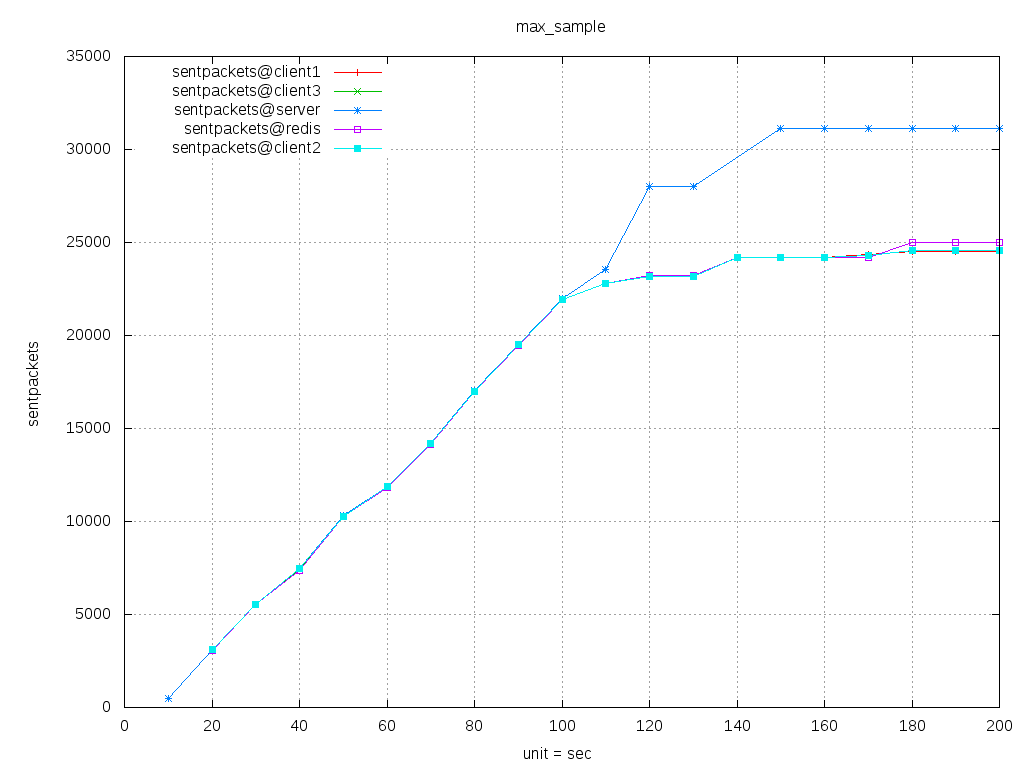 max_sample
35000
30000
25000
20000
15000
10000
5000
0
sentpackets@client1
sentpackets@client3
sentpackets@server
sentpackets@redis
sentpackets@client2
sentpackets
0 20 40 60 80 100 120 140 160 180 200
unit = sec